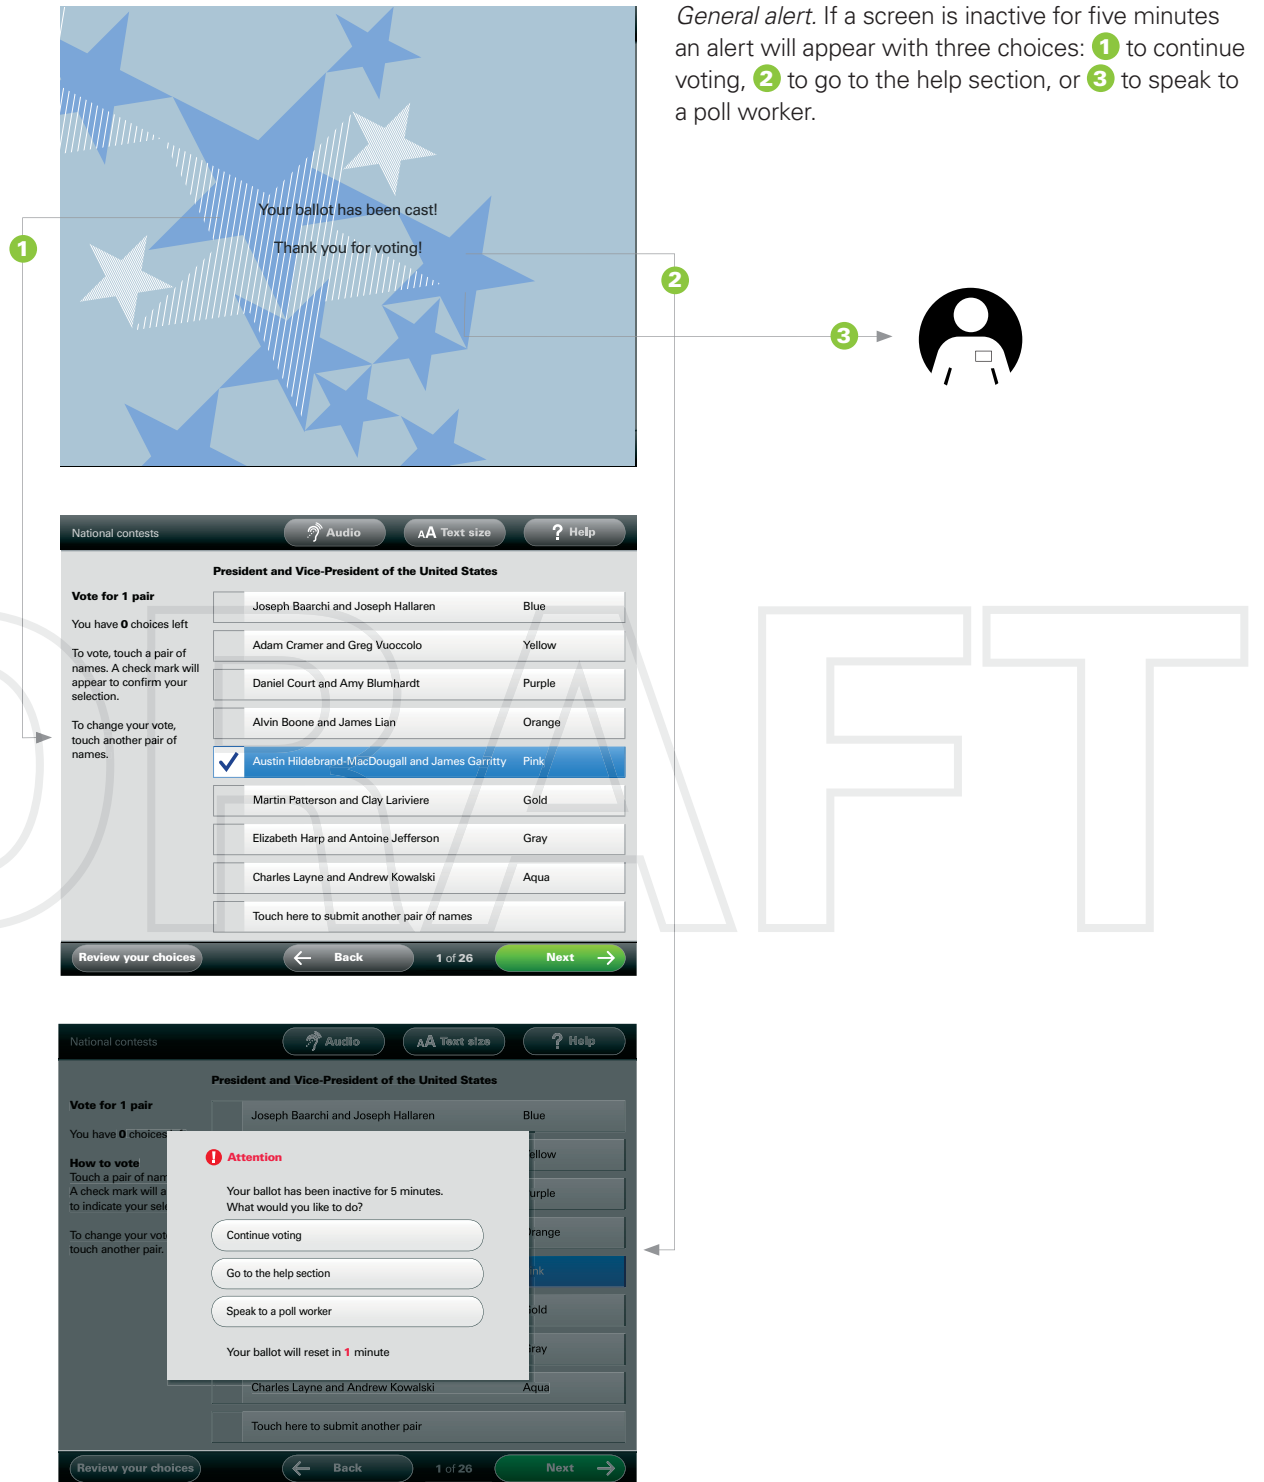 General alert. If a screen is inactive for five minutes
an alert will appear with three choices: 1 to continue
voting, 2 to go to the help section, or 3 to speak to
a poll worker.
Your ballot has been cast!
Thank you for voting!
1
2
3
National contests
Audio
AA Text size
? Help
President and Vice-President of the United States
Vote for 1 pair
You have 0 choices left
To vote, touch a pair of
names. A check mark will
appear to confirm your
selection.
To change your vote,
touch another pair of
names.
Joseph Baarchi and Joseph Hallaren Blue
Adam Cramer and Greg Vuoccolo Yellow
Daniel Court and Amy Blumhardt Purple
Alvin Boone and James Lian Orange
Austin Hildebrand-MacDougall and James Garritty Pink
Martin Patterson and Clay Lariviere Gold
Elizabeth Harp and Antoine Jefferson Gray
Charles Layne and Andrew Kowalski Aqua
Touch here to submit another pair of names
Review your choices
Back
1 of 26
Next
DRAFT
National contests
Audio
AA Text size
? Help
President and Vice-President of the United States
Vote for 1 pair
You have 0 choices
How to vote
Touch a pair of nam
A check mark will a
to indicate your sele
To change your vot
touch another pair.
Joseph Baarchi and Joseph Hallaren Blue
ellow
urple
range
ink
old
ray
Charles Layne and Andrew Kowalski Aqua
Touch here to submit another pair
Attention
Your ballot has been inactive for 5 minutes.
What would you like to do?
Continue voting
Go to the help section
Speak to a poll worker
Your ballot will reset in 1 minute
Review your choices
Back
1 of 26
Next